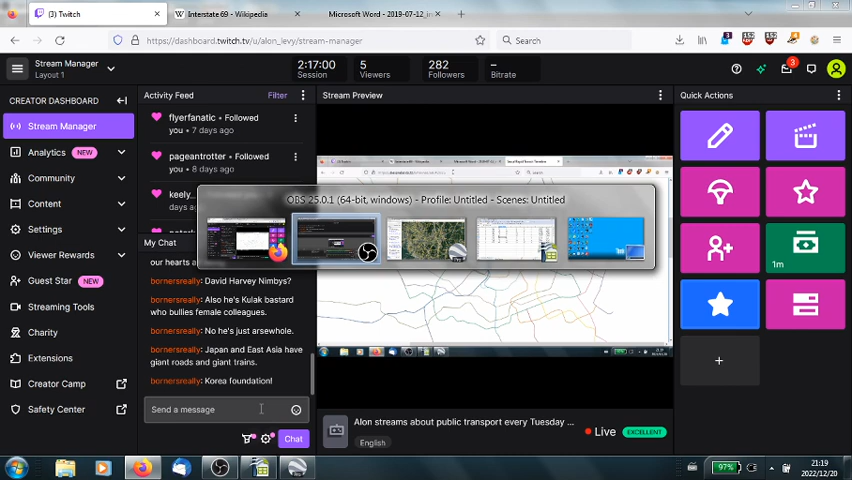 (3) Twitch
Interstate 69 - Wikipedia
Microsoft Word - 2019-07-12_in
https://dashboard.twitch.tv/u/alon_levy/stream-manager
Search
Stream Manager
Layout 1
2:17:00
Session
5
Viewers
282
Followers
–
Bitrate
3
CREATOR DASHBOARD
Stream Manager
Analytics NEW
Community
Content
Settings
Viewer Rewards
Guest Star NEW
Streaming Tools
Charity
Extensions
Creator Camp
Safety Center
Activity Feed
Filter
flyerfanatic • Followed
you • 7 days ago
pageantrotter • Followed
you • 8 days ago
keely_
days a
My Chat
our hearts a
bornersreally: David Harvey Nimbys?
bornersreally: Also he's Kulak bastard
who bullies female colleagues.
bornersreally: No he's just arsewhole.
bornersreally: Japan and East Asia have
giant roads and giant trains.
bornersreally: Korea foundation!
Send a message
Chat
Stream Preview
OBS 25.0.1 (64-bit, windows) - Profile: Untitled - Scenes: Untitled
Alon streams about public transport every Tuesday ...
English
Live
EXCELLENT
Quick Actions
1m
97%
21:19
2022/12/20